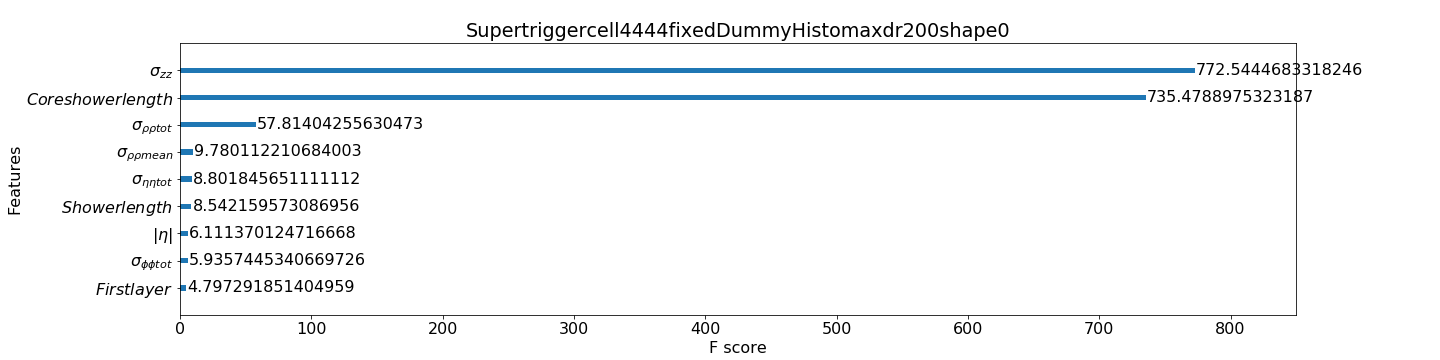 Supertriggercell4444fixedDummyHistomaxdr200shape0
σzz 772.5444683318246
Coreshowerlength 735.4788975323187
σρρtot 57.81404255630473
σρρmean 9.780112210684003
σηηtot 8.801845651111112
Showerlength 8.542159573086956
|η| 6.111370124716668
σϕϕtot 5.9357445340669726
Firstlayer 4.797291851404959
Features
0 100 200 300 400 500 600 700 800
F score